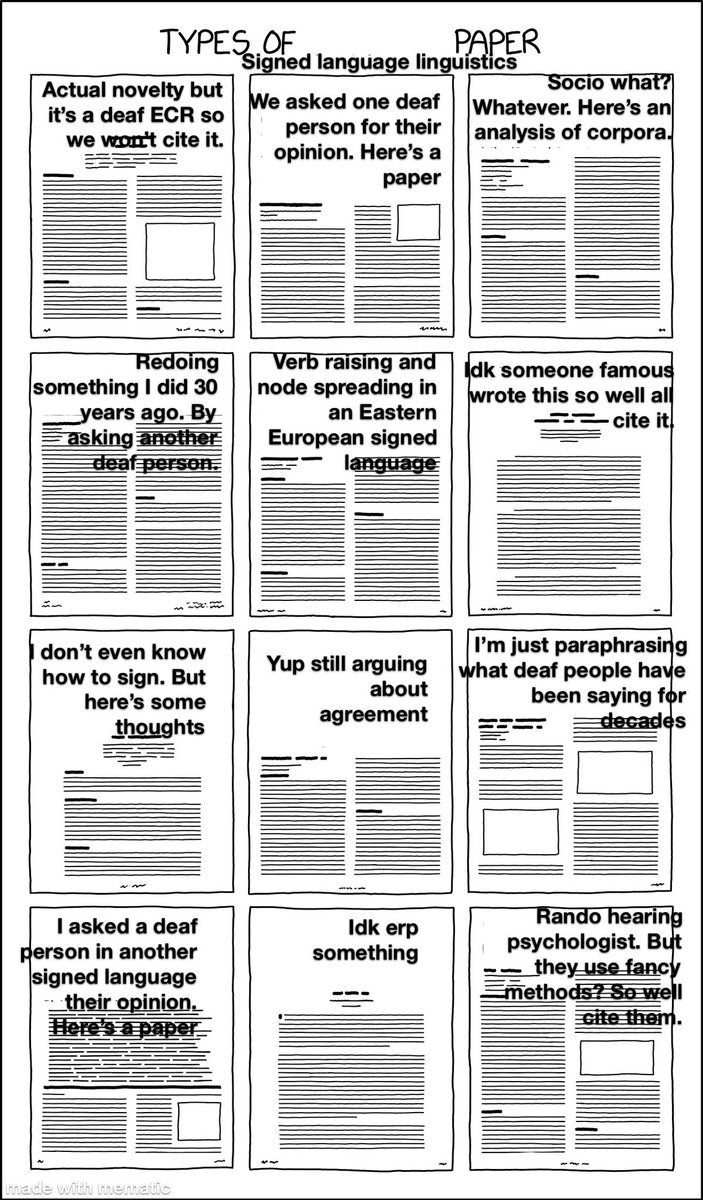 TYPES OF PAPER
Signed language linguistics
Actual novelty but
it's a deaf ECR so
we won't cite it.
We asked one deaf
person for their
opinion. Here's a
paper
Socio what?
Whatever. Here's an
analysis of corpora.
Redoing
something I did 30
years ago. By
asking another
deaf person.
Verb raising and
node spreading in
an Eastern
European signed
language
Idk someone famous
wrote this so well all
cite it.
I don't even know
how to sign. But
here's some
thoughts
Yup still arguing
about
agreement
I'm just paraphrasing
what deaf people have
been saying for
decades
I asked a deaf
person in another
signed language
their opinion.
Here's a paper
Idk erp
something
Rando hearing
psychologist. But
they use fancy
methods? So well
cite them.
made with mematic